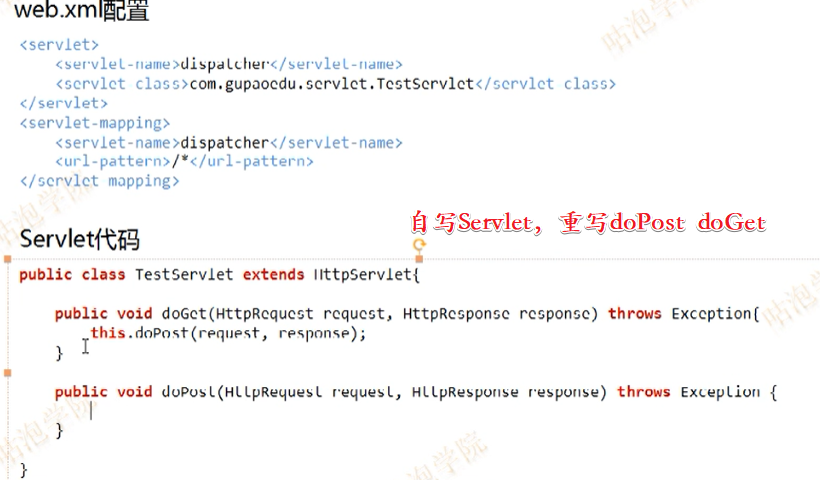 web.xml配置
咕泡学院
<servlet>
<servlet-name>dispatcher</servlet-name>
<servlet class>com.gupaoedu.servlet.TestServlet</servlet class>
</servlet>
<servlet-mapping>
<servlet-name>dispatcher</servlet-name>
<url-pattern>/*</url-pattern>
</servlet mapping>
咕泡学院
自写Servlet，重写doPost doGet
Servlet代码
public class TestServlet extends HttpServlet{
public void doGet(HttpRequest request, HttpResponse response) throws Exception{
this.doPost(request, response);
}
public void doPost(HttpRequest request, HttpResponse response) throws Exception {
}
}